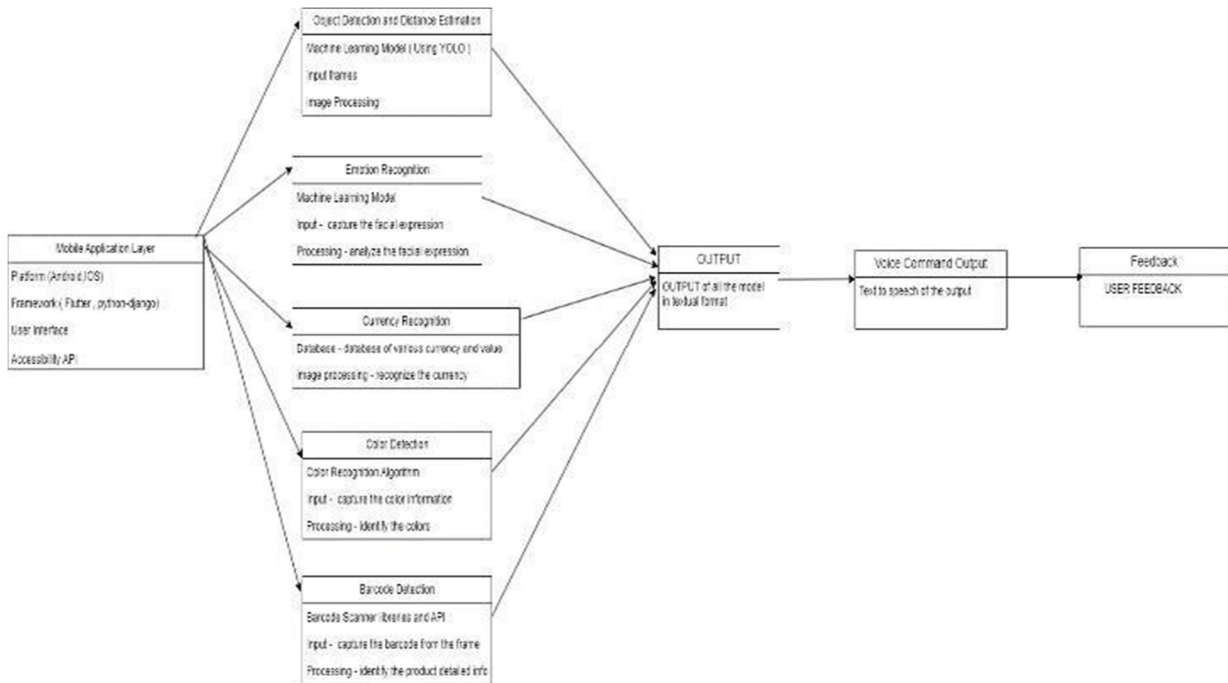 Object Detection and Distance Estimation
Machine Learning Model ( Using YOLO )
Input frames
Image Processing
Emotion Recognition
Machine Learning Model
Input - capture the facial expression
Processing - analyze the facial expression
Mobile Application Layer
Platform (Android,IOS)
Framework ( Flutter , python-django)
User Interface
Accessibility API
Currency Recognition
Database - database of various currency and value
Image processing - recognize the currency
Color Detection
Color Recognition Algorithm
Input - capture the color information
Processing - identify the colors
Barcode Detection
Barcode Scanner libraries and API
Input - capture the barcode from the frame
Processing - identify the product detailed info
OUTPUT
OUTPUT of all the model
in textual format
Voice Command Output
Text to speech of the output
Feedback
USER FEEDBACK